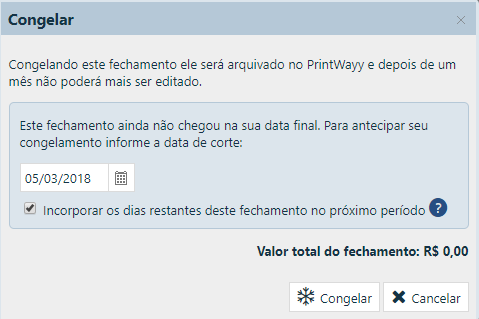 Congelar
Congelando este fechamento ele será arquivado no PrintWayy e depois de um
mês não poderá mais ser editado.
Este fechamento ainda não chegou na sua data final. Para antecipar seu
congelamento informe a data de corte:
05/03/2018
Incorporar os dias restantes deste fechamento no próximo período ?
Valor total do fechamento: R$ 0,00
Congelar Cancelar